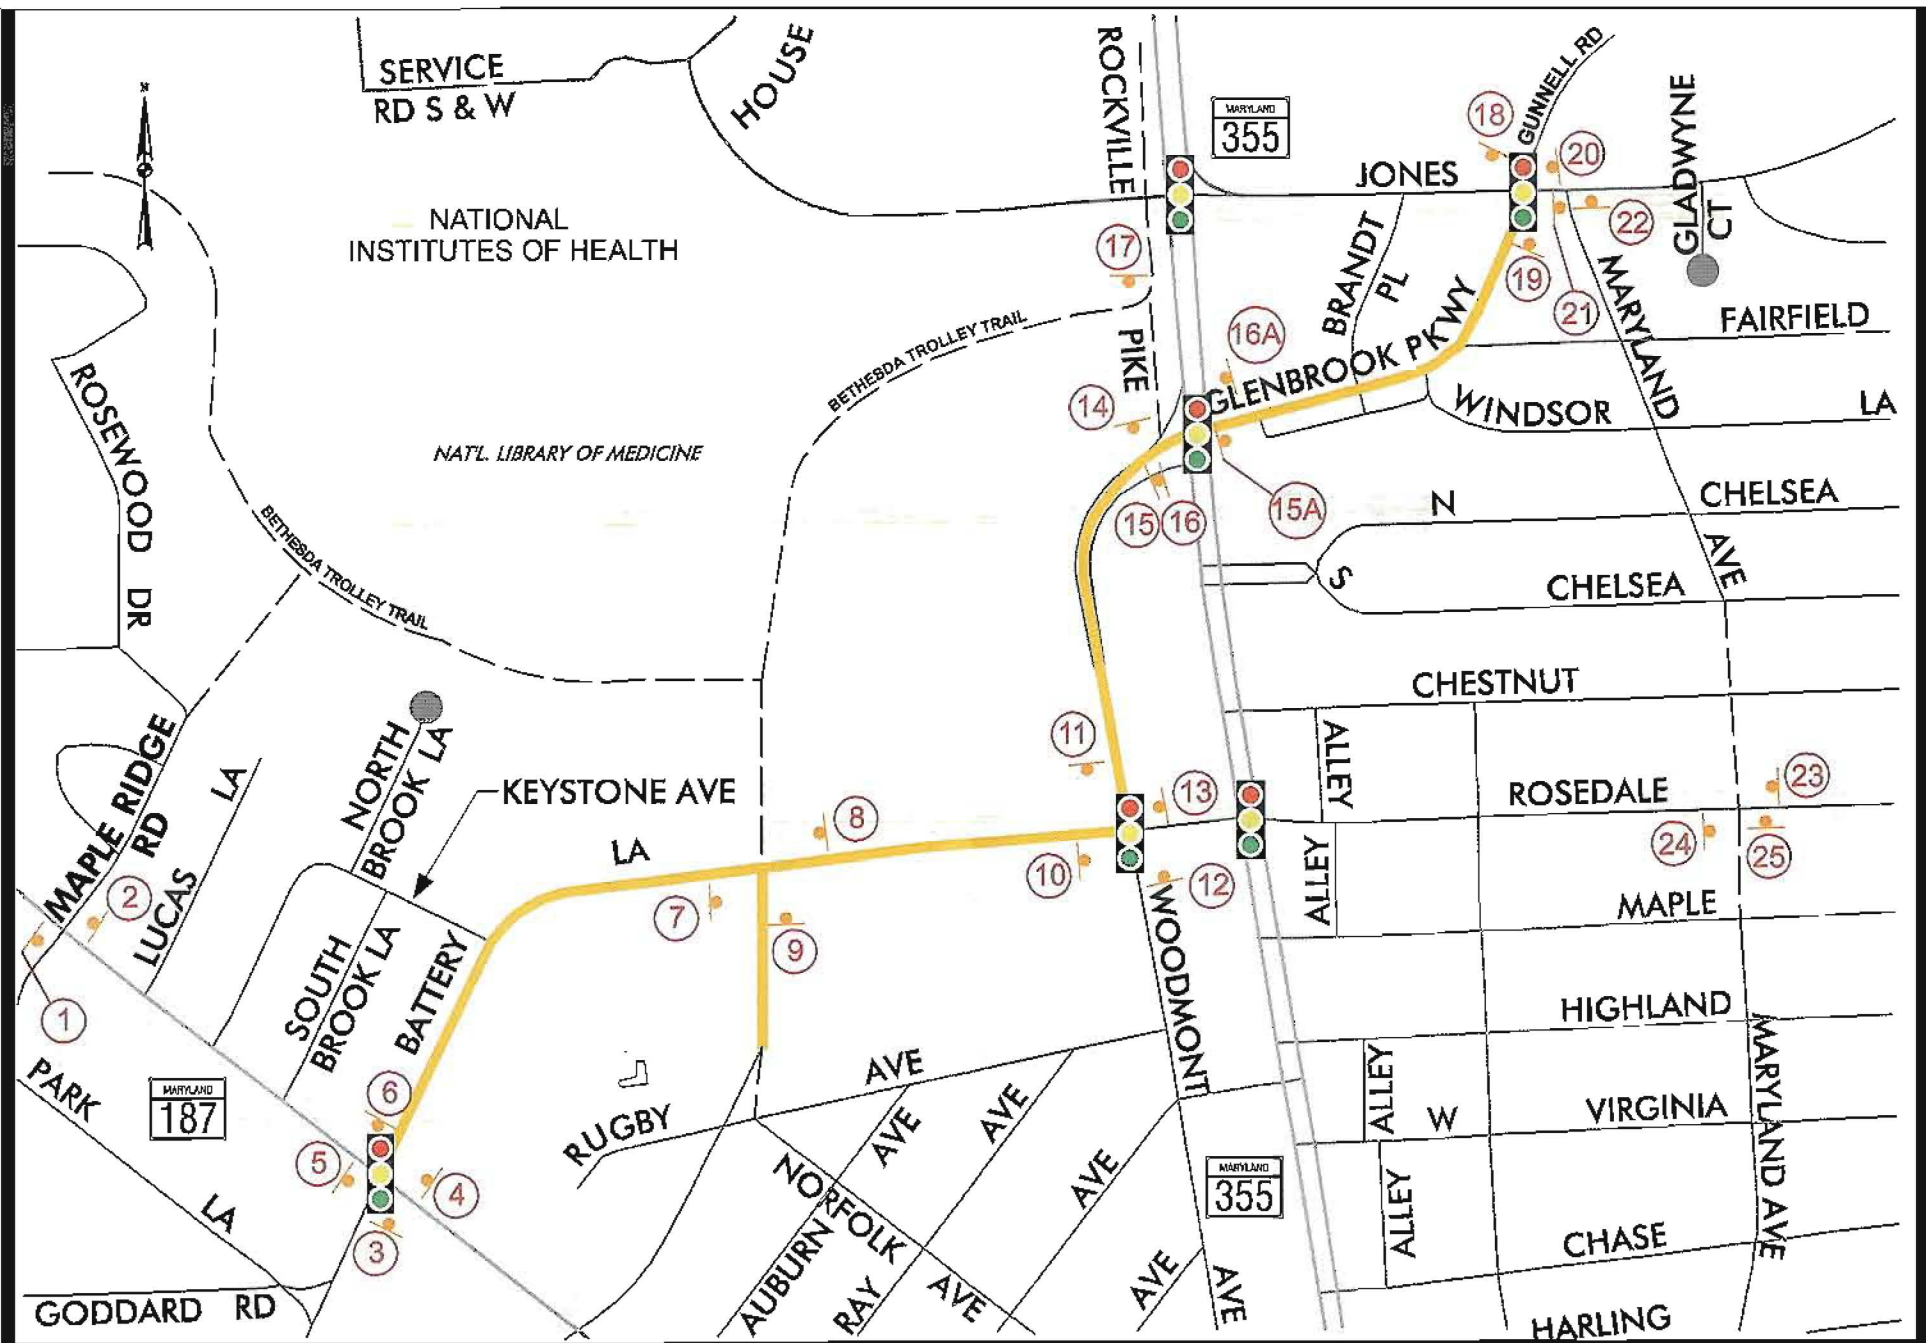 SERVICE
RD S & W
HOUSE
ROCKVILLE
PIKE
MARYLAND
355
GUNNELL RD
18
20
JONES
GLADWYNE
CT
22
N
NATIONAL
INSTITUTES OF HEALTH
17
BRANDT
PL
19
21
MARYLAND
AVE
FAIRFIELD
16A
BETHESDA TROLLEY TRAIL
GLENBROOK PKWY
14
WINDSOR
LA
ROSEWOOD DR
NAT'L. LIBRARY OF MEDICINE
15
16
15A
N
CHELSEA
BETHESDA TROLLEY TRAIL
S
CHELSEA
CHESTNUT
MAPLE RIDGE
RD
LUCAS
LA
NORTH
BROOK LA
KEYSTONE AVE
11
ALLEY
13
ROSEDALE
23
8
LA
24
25
10
12
ALLEY
MAPLE
2
7
9
SOUTH
BROOK LA
BATTERY
WOODMONT
AVE
1
HIGHLAND
MARYLAND AVE
PARK
LA
MARYLAND
187
6
RUGBY
AVE
AVE
AVE
AVE
AVE
ALLEY
W
VIRGINIA
5
4
3
NORFOLK
AVE
MARYLAND
355
ALLEY
CHASE
AUBURN
RAY
GODDARD RD
HARLING